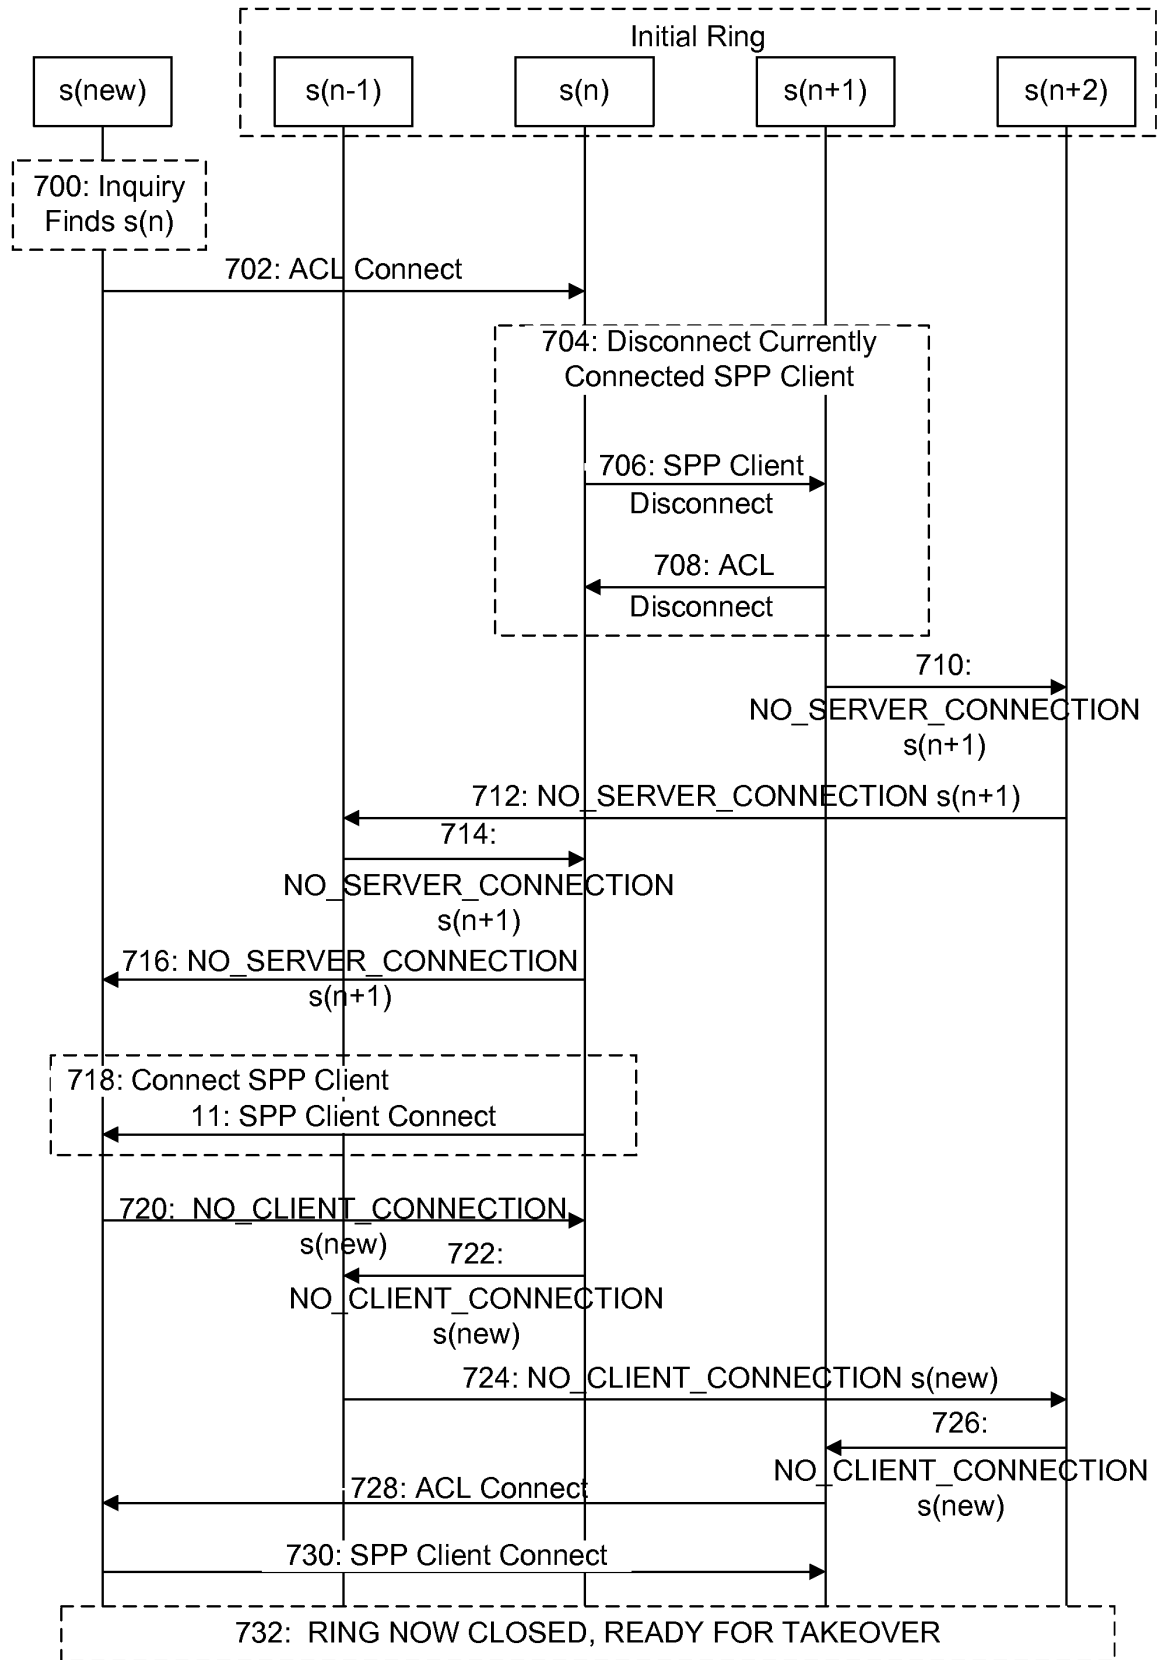 Initial Ring
s(new)
s(n-1)
s(n)
s(n+1)
s(n+2)
700: Inquiry
Finds s(n)
702: ACL Connect
704: Disconnect Currently
Connected SPP Client
706: SPP Client
Disconnect
708: ACL
Disconnect
710:
NO_SERVER_CONNECTION
s(n+1)
712: NO_SERVER_CONNECTION s(n+1)
714:
NO_SERVER_CONNECTION
s(n+1)
716: NO_SERVER_CONNECTION
s(n+1)
718: Connect SPP Client
11: SPP Client Connect
720:  NO_CLIENT_CONNECTION
s(new)
722:
NO_CLIENT_CONNECTION
s(new)
724: NO_CLIENT_CONNECTION s(new)
726:
NO_CLIENT_CONNECTION
s(new)
728: ACL Connect
730: SPP Client Connect
732:  RING NOW CLOSED, READY FOR TAKEOVER